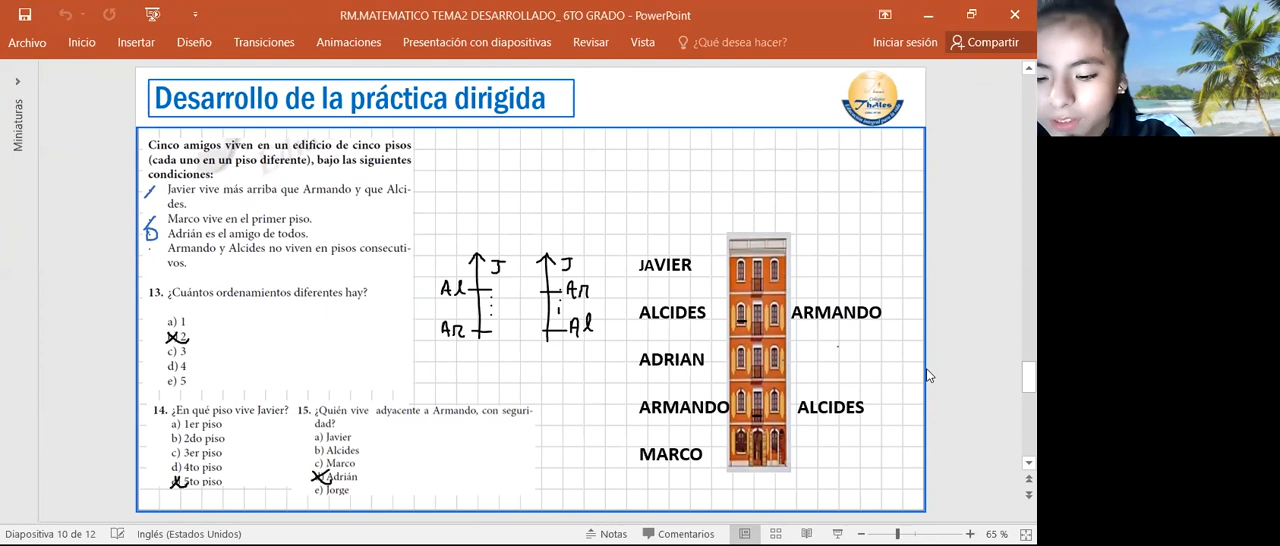 RM.MATEMATICO TEMA2 DESARROLLADO_ 6TO GRADO - PowerPoint
Archivo Inicio Insertar Diseño Transiciones Animaciones Presentación con diapositivas Revisar Vista ¿Qué desea hacer? Iniciar sesión Compartir
Miniaturas
Desarrollo de la práctica dirigida
Colegio
Thales
Cinco amigos viven en un edificio de cinco pisos
(cada uno en un piso diferente), bajo las siguientes
condiciones:
Javier vive más arriba que Armando y que Alci-
des.
Marco vive en el primer piso.
Adrián es el amigo de todos.
· Armando y Alcides no viven en pisos consecuti-
vos.
13. ¿Cuántos ordenamientos diferentes hay?
a) 1
2
c) 3
d) 4
e) 5
14. ¿En qué piso vive Javier?
a) 1er piso
b) 2do piso
c) 3er piso
d) 4to piso
5to piso
15. ¿Quién vive adyacente a Armando, con seguri-
dad?
a) Javier
b) Alcides
c) Marco
Adrián
e) Jorge
J
Al
Ar
J
Ar
Al
JAVIER
ALCIDES ARMANDO
ADRIAN
ARMANDO ALCIDES
MARCO
Diapositiva 10 de 12 Inglés (Estados Unidos) Notas Comentarios 65 %